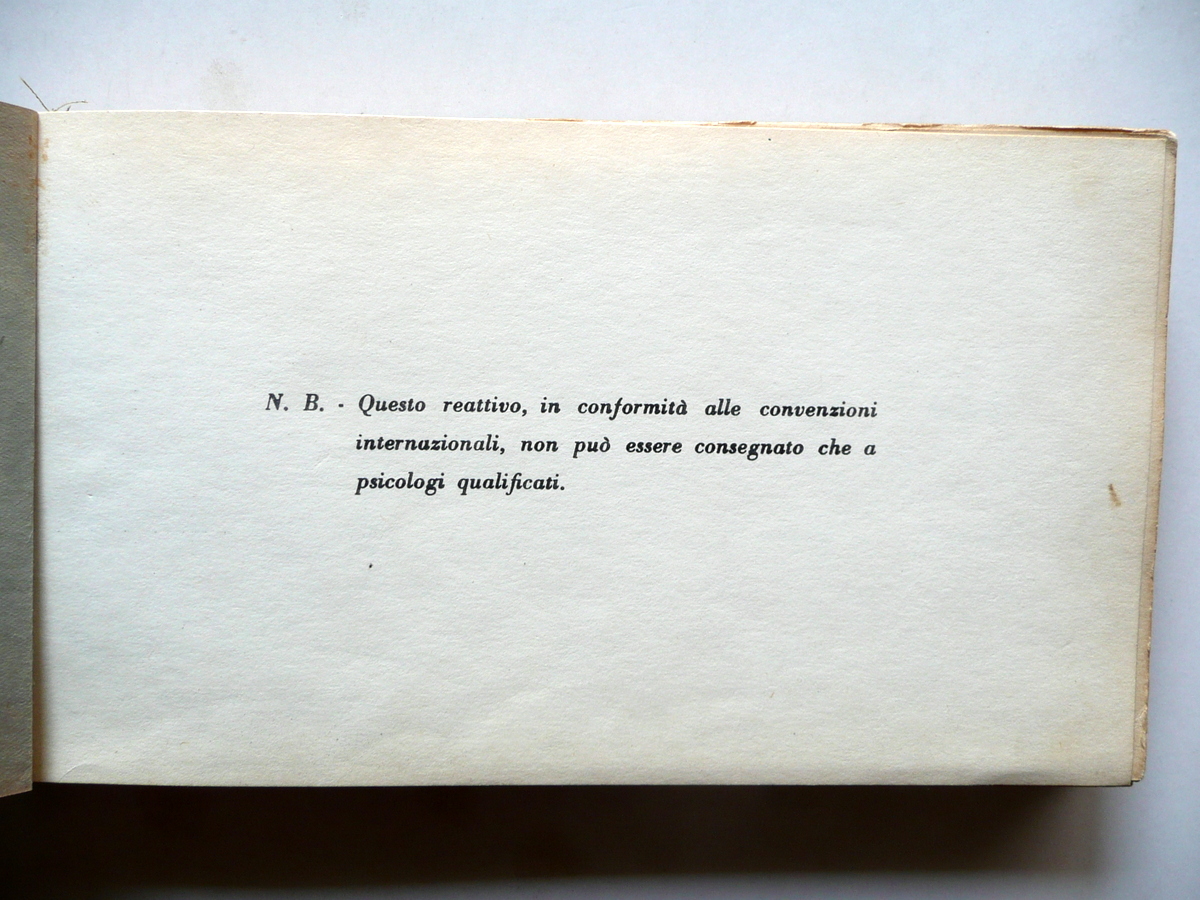 N. B. - Questo reattivo, in conformità alle convenzioni
internazionali, non può essere consegnato che a
psicologi qualificati.